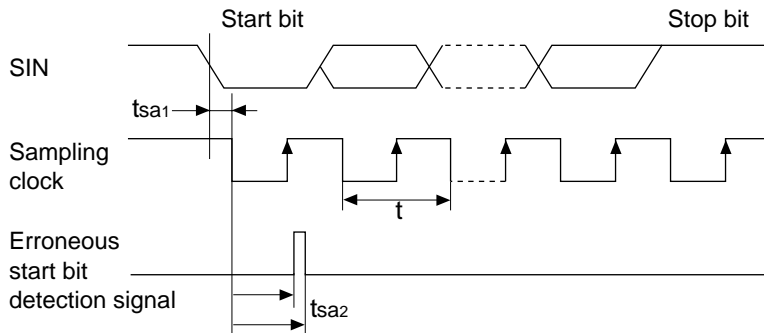 Start bit
Stop bit
SIN
tsa1
Sampling
clock
t
Erroneous
start bit
detection signal
tsa2